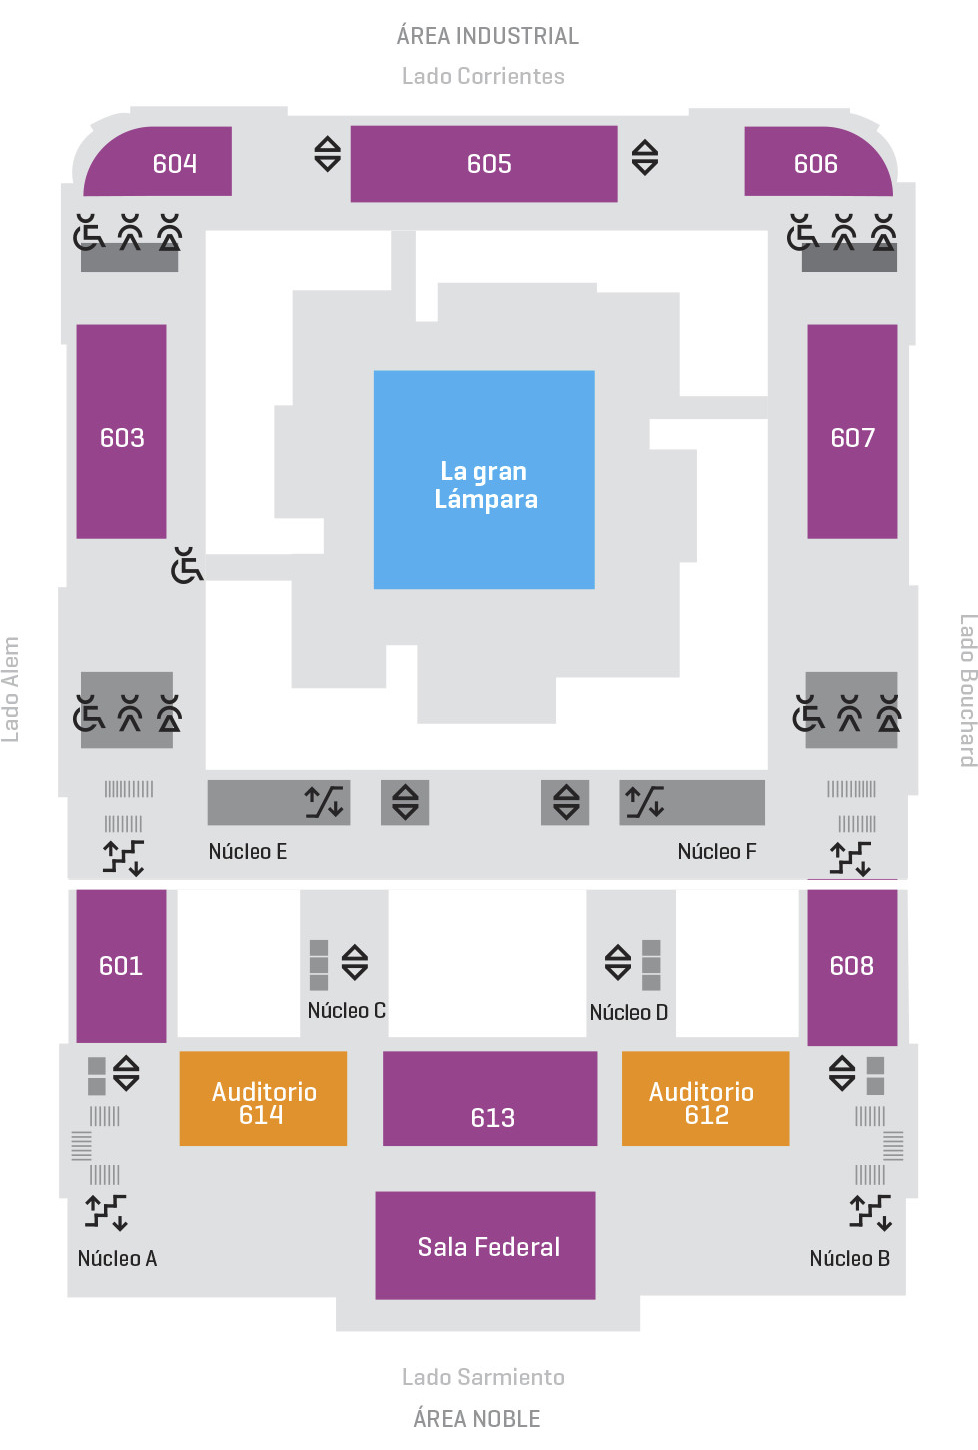 ÁREA INDUSTRIAL
Lado Corrientes
604
605
606
603
La gran
Lámpara
607
Lado Alem
Lado Bouchard
Núcleo E
Núcleo F
601
608
Núcleo C
Núcleo D
Auditorio
614
613
Auditorio
612
Sala Federal
Núcleo A
Núcleo B
Lado Sarmiento
ÁREA NOBLE